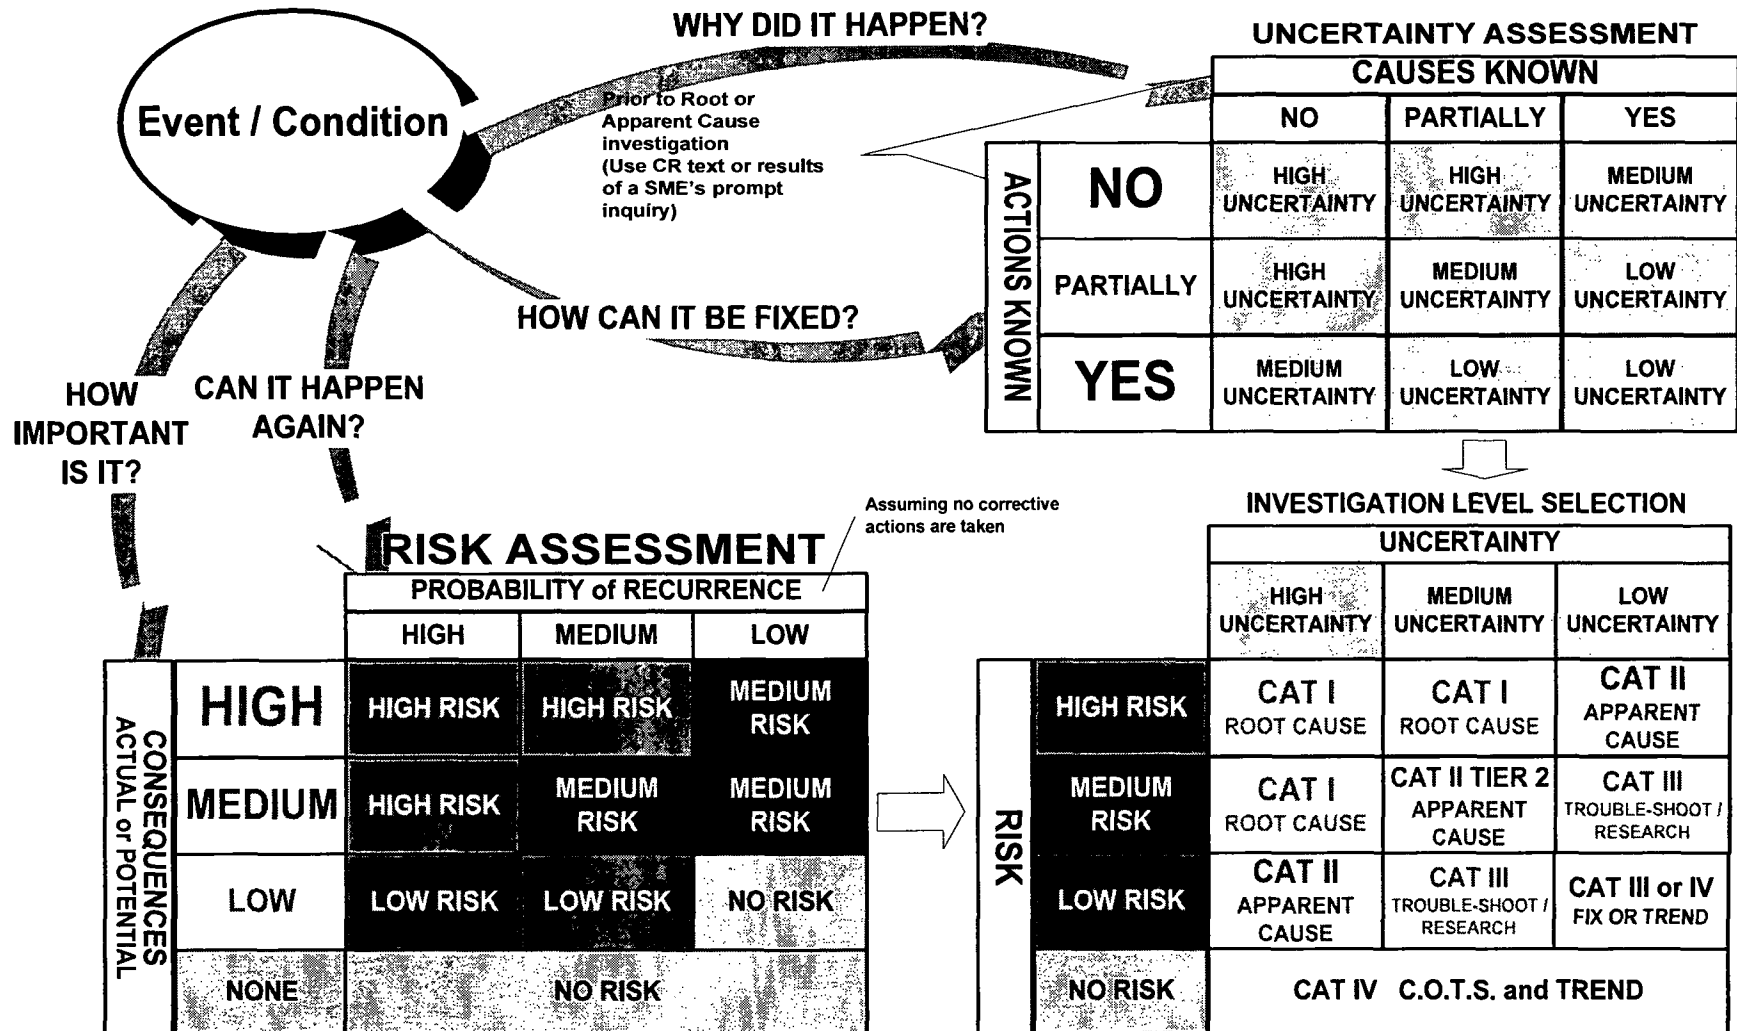 WHY DID IT HAPPEN?
Event / Condition
Prior to Root or
Apparent Cause
investigation
(Use CR text or results
of a SME's prompt
inquiry)
HOW CAN IT BE FIXED?
HOW
IMPORTANT
IS IT?
CAN IT HAPPEN
AGAIN?
UNCERTAINTY ASSESSMENT
CAUSES KNOWN
NO
PARTIALLY
YES
ACTIONS KNOWN
NO
HIGH
UNCERTAINTY
HIGH
UNCERTAINTY
MEDIUM
UNCERTAINTY
PARTIALLY
HIGH
UNCERTAINTY
MEDIUM
UNCERTAINTY
LOW
UNCERTAINTY
YES
MEDIUM
UNCERTAINTY
LOW
UNCERTAINTY
LOW
UNCERTAINTY
Assuming no corrective
actions are taken
RISK ASSESSMENT
PROBABILITY of RECURRENCE
HIGH
MEDIUM
LOW
CONSEQUENCES
ACTUAL or POTENTIAL
HIGH
HIGH RISK
HIGH RISK
MEDIUM
RISK
MEDIUM
HIGH RISK
MEDIUM
RISK
MEDIUM
RISK
LOW
LOW RISK
LOW RISK
NO RISK
NONE
NO RISK
INVESTIGATION LEVEL SELECTION
UNCERTAINTY
HIGH
UNCERTAINTY
MEDIUM
UNCERTAINTY
LOW
UNCERTAINTY
RISK
HIGH RISK
CAT I
ROOT CAUSE
CAT I
ROOT CAUSE
CAT II
APPARENT
CAUSE
MEDIUM
RISK
CAT I
ROOT CAUSE
CAT II TIER 2
APPARENT
CAUSE
CAT III
TROUBLE-SHOOT /
RESEARCH
LOW RISK
CAT II
APPARENT
CAUSE
CAT III
TROUBLE-SHOOT /
RESEARCH
CAT III or IV
FIX OR TREND
NO RISK
CAT IV C.O.T.S. and TREND